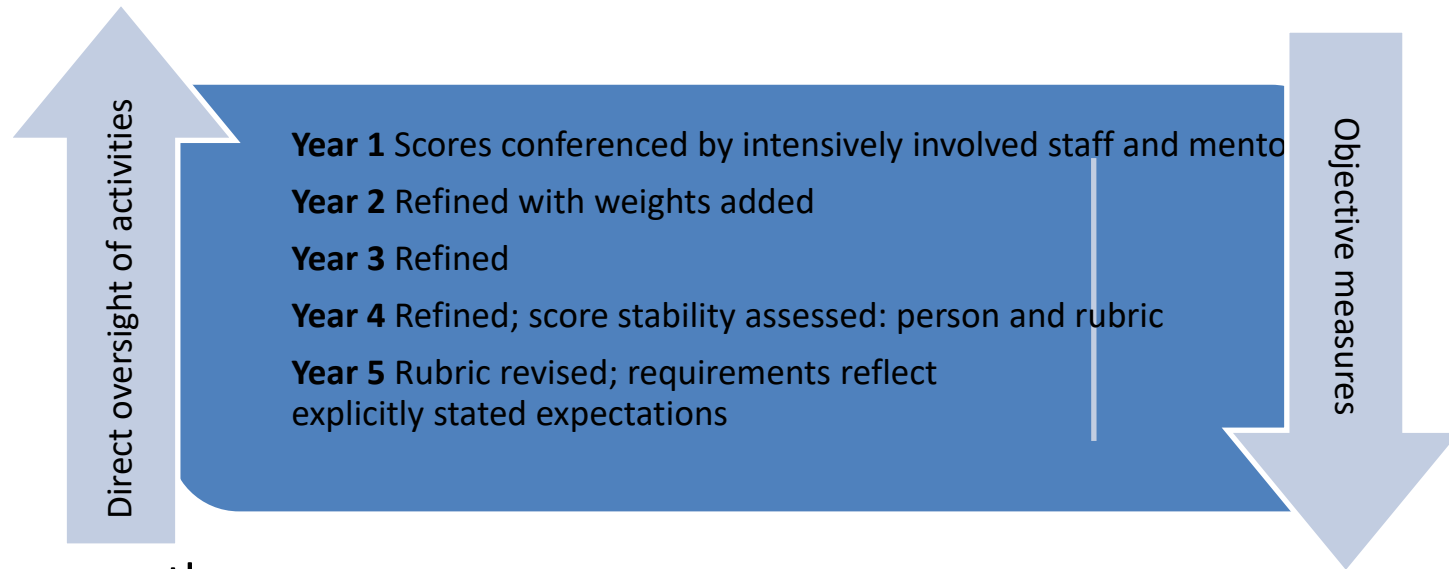 Direct oversight of activities
Year 1 Scores conferenced by intensively involved staff and mento
Year 2 Refined with weights added
Year 3 Refined
Year 4 Refined; score stability assessed: person and rubric
Year 5 Rubric revised; requirements reflect
explicitly stated expectations
Objective measures